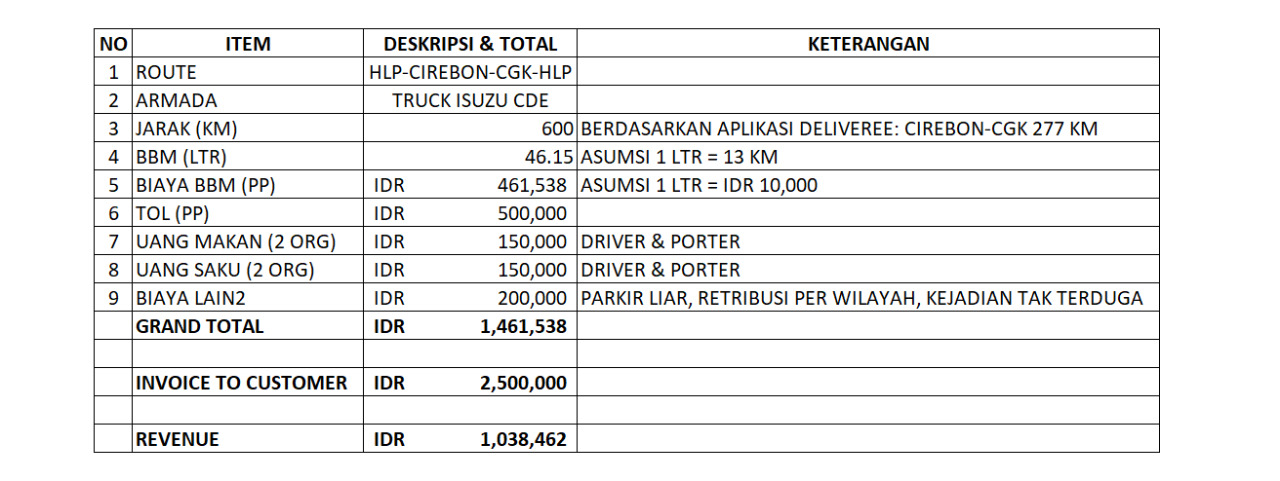 NO ITEM DESKRIPSI & TOTAL KETERANGAN
1 ROUTE HLP-CIREBON-CGK-HLP
2 ARMADA TRUCK ISUZU CDE
3 JARAK (KM) 600 BERDASARKAN APLIKASI DELIVEREE: CIREBON-CGK 277 KM
4 BBM (LTR) 46.15 ASUMSI 1 LTR = 13 KM
5 BIAYA BBM (PP) IDR 461,538 ASUMSI 1 LTR = IDR 10,000
6 TOL (PP) IDR 500,000
7 UANG MAKAN (2 ORG) IDR 150,000 DRIVER & PORTER
8 UANG SAKU (2 ORG) IDR 150,000 DRIVER & PORTER
9 BIAYA LAIN2 IDR 200,000 PARKIR LIAR, RETRIBUSI PER WILAYAH, KEJADIAN TAK TERDUGA
GRAND TOTAL IDR 1,461,538
INVOICE TO CUSTOMER IDR 2,500,000
REVENUE IDR 1,038,462